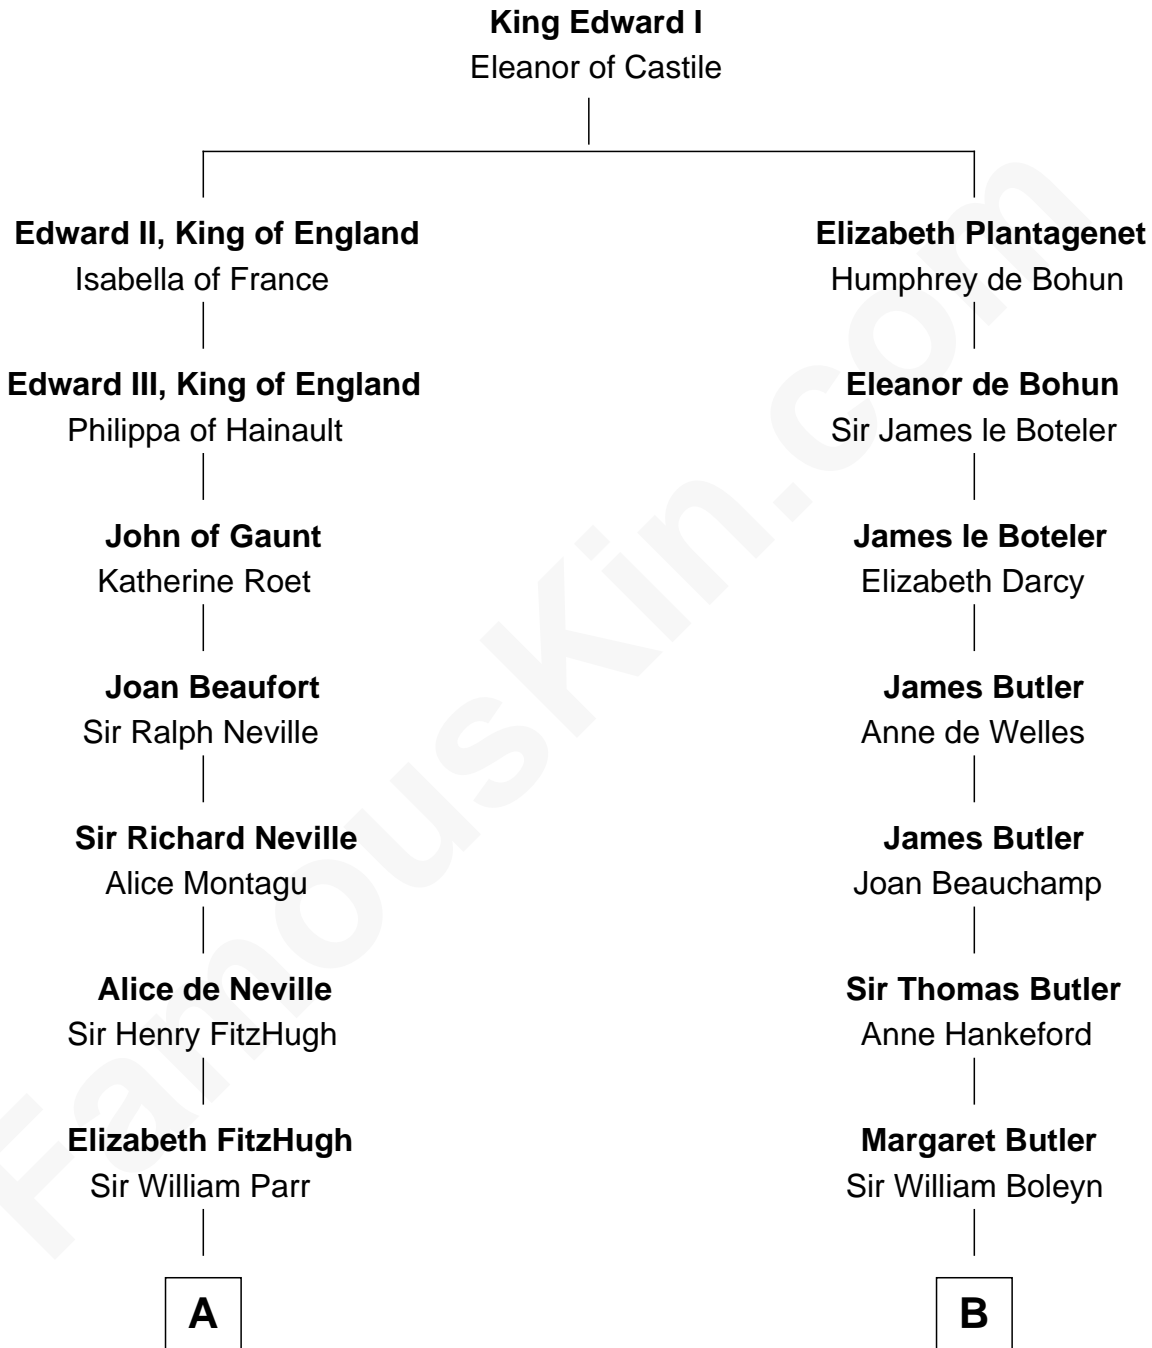 King Edward I
Eleanor of Castile
Edward II, King of England
Isabella of France
Elizabeth Plantagenet
Humphrey de Bohun
Edward III, King of England
Philippa of Hainault
Eleanor de Bohun
Sir James le Boteler
John of Gaunt
Katherine Roet
James le Boteler
Elizabeth Darcy
Joan Beaufort
Sir Ralph Neville
James Butler
Anne de Welles
Sir Richard Neville
Alice Montagu
James Butler
Joan Beauchamp
Alice de Neville
Sir Henry FitzHugh
Sir Thomas Butler
Anne Hankeford
Elizabeth FitzHugh
Sir William Parr
Margaret Butler
Sir William Boleyn
A
B
FamousKin.com